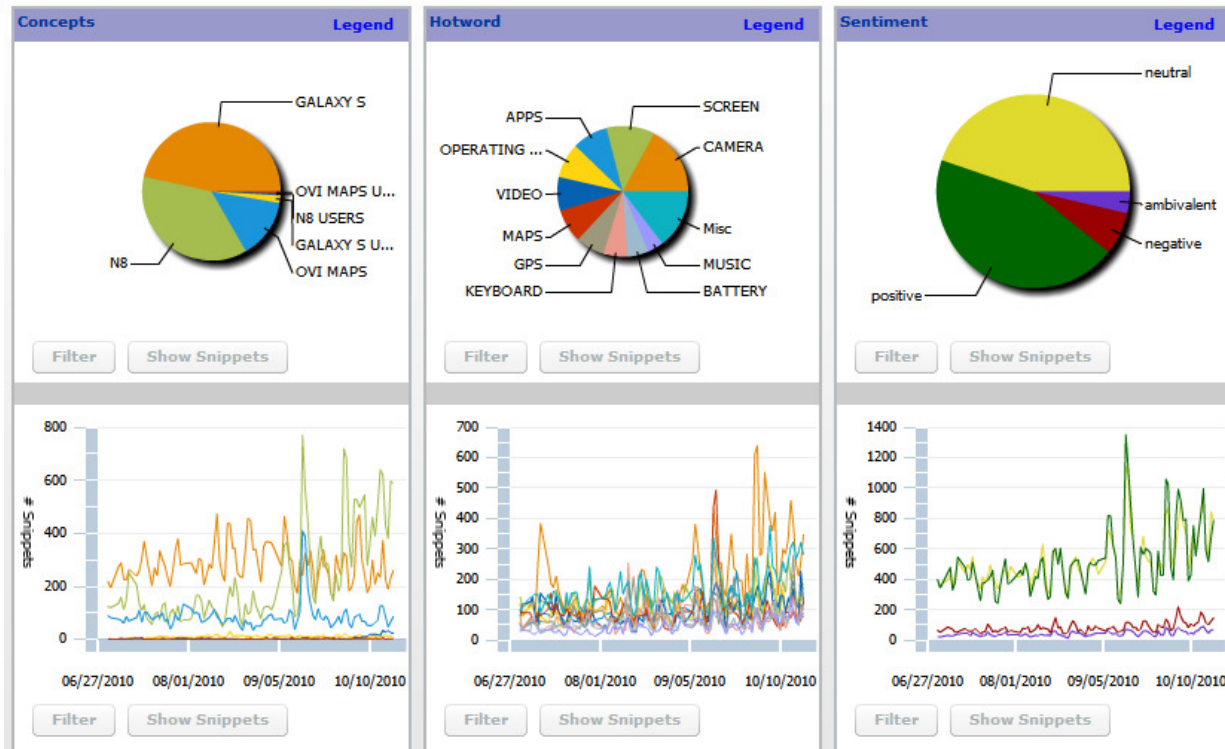 Concepts Legend
GALAXY S
OVI MAPS U...
N8 USERS
GALAXY S U...
OVI MAPS
N8
Filter Show Snippets
800
600
400
200
0
# Snippets
06/27/2010 08/01/2010 09/05/2010 10/10/2010
Filter Show Snippets
Hotword Legend
SCREEN
APPS
CAMERA
OPERATING ...
VIDEO
Misc
MAPS
GPS
MUSIC
KEYBOARD
BATTERY
Filter Show Snippets
700
600
500
400
300
200
100
0
# Snippets
06/27/2010 08/01/2010 09/05/2010 10/10/2010
Filter Show Snippets
Sentiment Legend
neutral
ambivalent
negative
positive
Filter Show Snippets
1400
1200
1000
800
600
400
200
0
# Snippets
06/27/2010 08/01/2010 09/05/2010 10/10/2010
Filter Show Snippets